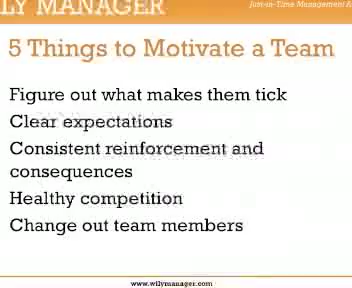 LY MANAGER
Just-in-Time Management
5 Things to Motivate a Team
Figure out what makes them tick
Clear expectations
Consistent reinforcement and
consequences
Healthy competition
Change out team members
www.wilymanager.com